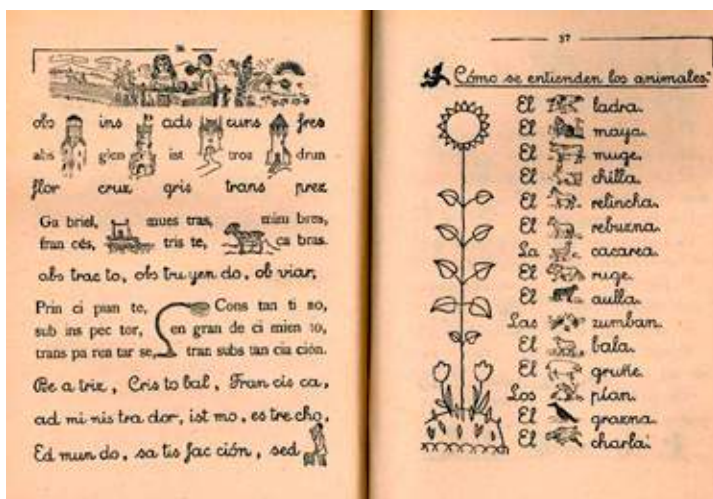 36
obs ins ads cuns fres
abs glen ist tros drun
flor cruz gris trans prez
Ga briel, mues tras, mim bres,
fran cés, tris te, ca bras.
obs trac to, obs tru yen do, ob viar,
Prin ci pian te, Cons tan ti no,
sub ins pec tor, en gran de ci mien to,
trans pa ren tar se, tran subs tan cia ción.
Be a triz, Cris to bal, Fran cis ca,
ad mi nis tra dor, ist mo, es tre cho,
Ed mun do, sa tis fac ción, sed
37
Cómo se entienden los animales.
El ladra.
El maya.
El muge.
El chilla.
El relincha.
El rebuzna.
La cacarea.
El ruge.
El aulla.
Las zumban.
El bala.
El gruñe.
Los pían.
El grazna.
El charla.